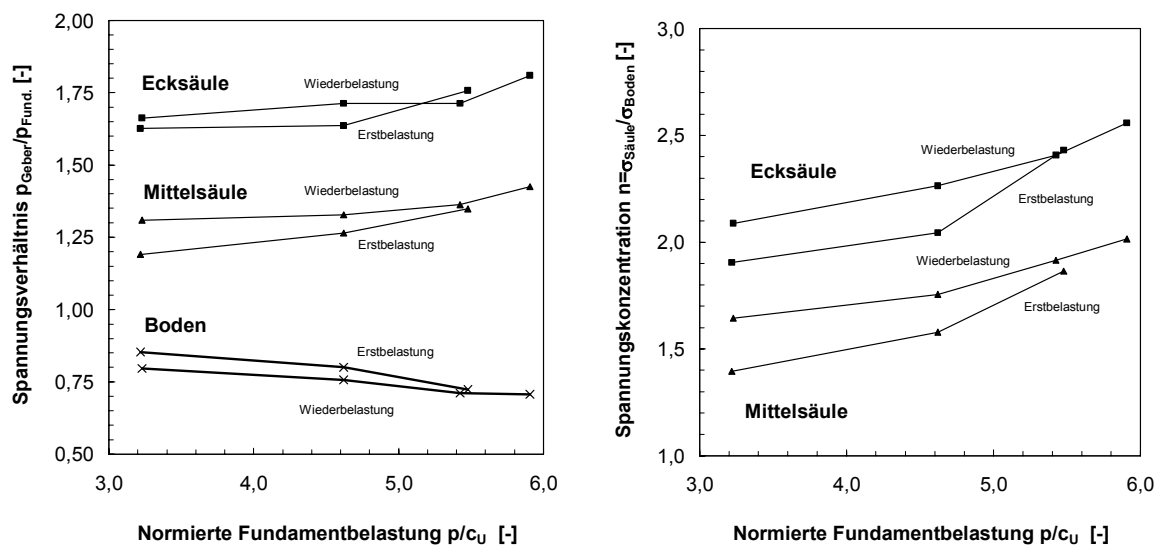 Spannungsverhältnis pGeber/pFund. [-]
2,00
1,75
1,50
1,25
1,00
0,75
0,50
Ecksäule
Wiederbelastung
Erstbelastung
Mittelsäule
Wiederbelastung
Erstbelastung
Boden
Erstbelastung
Wiederbelastung
3,0 4,0 5,0 6,0
Normierte Fundamentbelastung p/cU [-]
Spannungskonzentration n=σSäule/σBoden [-]
3,0
2,5
2,0
1,5
1,0
Wiederbelastung
Ecksäule
Erstbelastung
Wiederbelastung
Erstbelastung
Mittelsäule
3,0 4,0 5,0 6,0
Normierte Fundamentbelastung p/cU [-]